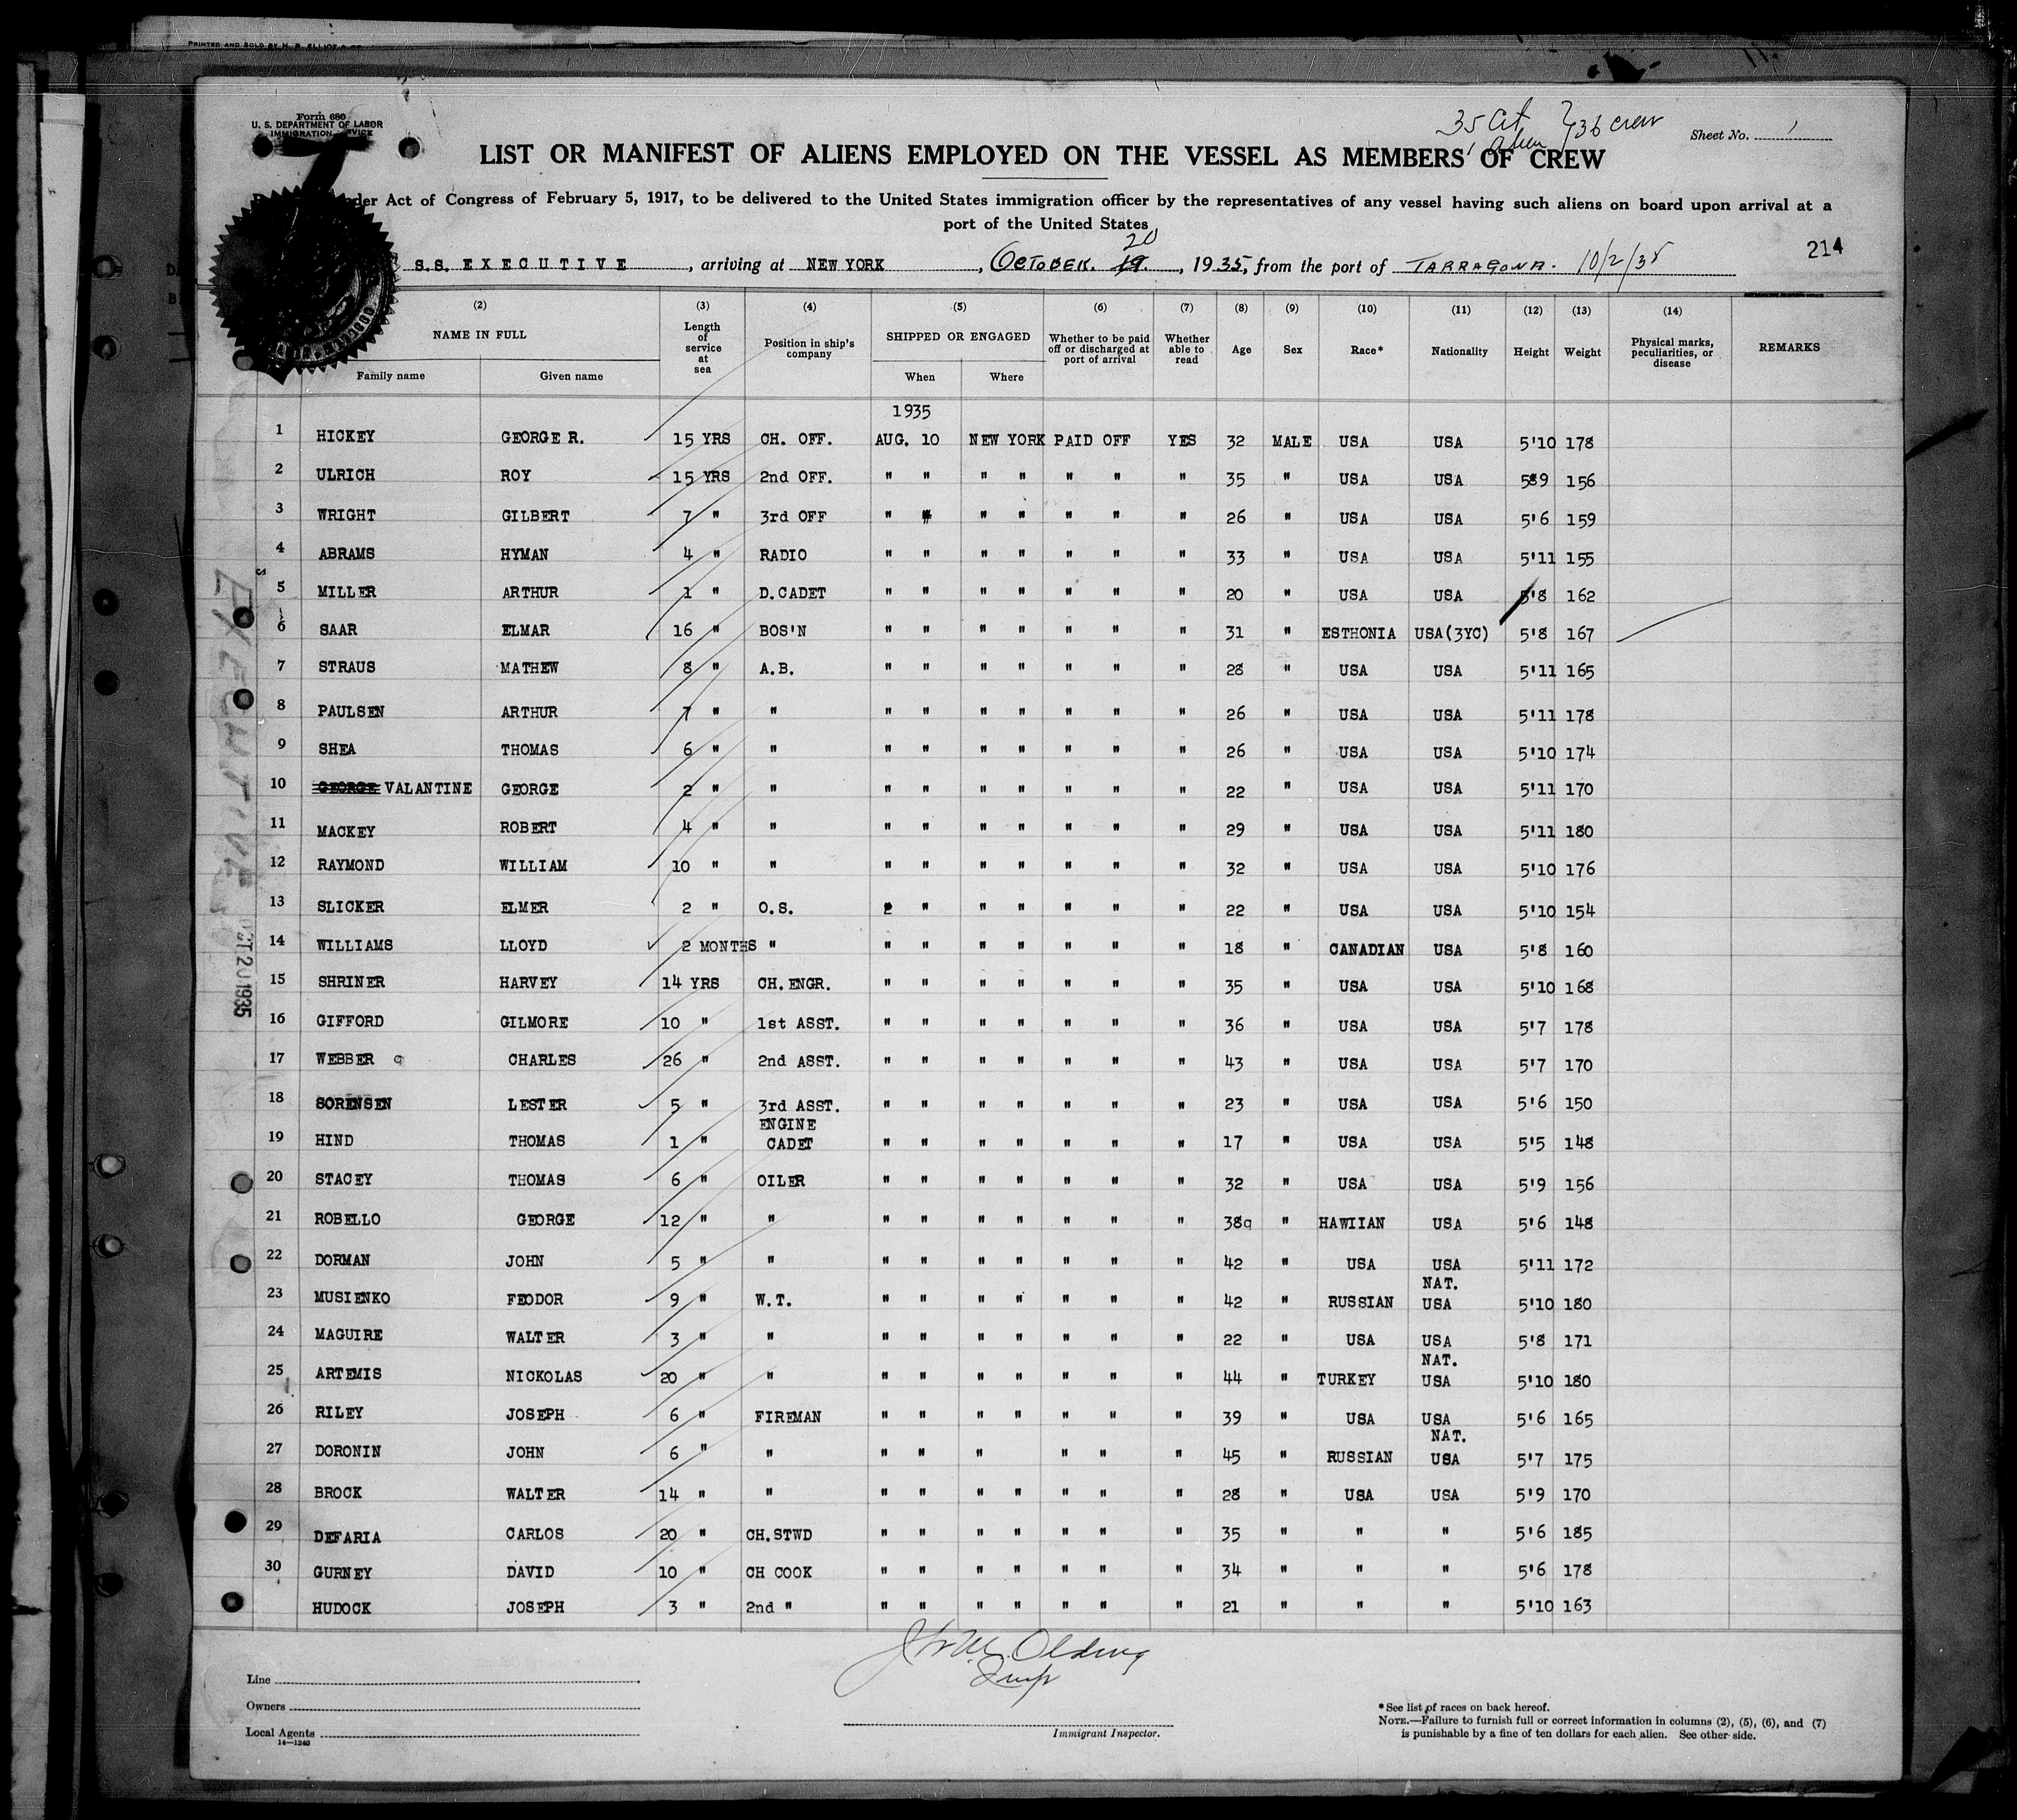 PRINTED AND SOLD BY H. B. ELLIOT & CO.
Form 680
U. S. DEPARTMENT OF LABOR
IMMIGRATION
35 Cit
1 alien } 36 crew
Sheet No. 1
LIST OR MANIFEST OF ALIENS EMPLOYED ON THE VESSEL AS MEMBERS OF CREW
under Act of Congress of February 5, 1917, to be delivered to the United States immigration officer by the representatives of any vessel having such aliens on board upon arrival at a
port of the United States
S.S. EXECUTIVE, arriving at NEW YORK, OCTOBER. 19. 20, 1935, from the port of TARRAGONA. 10/2/35
214
(2) (3) (4) (5) (6) (7) (8) (9) (10) (11) (12) (13) (14)
NAME IN FULL Length of service at sea Position in ship's company SHIPPED OR ENGAGED Whether to be paid off or discharged at port of arrival Whether able to read Age Sex Race* Nationality Height Weight Physical marks, peculiarities, or disease REMARKS
Family name Given name When Where
1935
1 HICKEY GEORGE R. 15 YRS CH. OFF. AUG. 10 NEW YORK PAID OFF YES 32 MALE USA USA 5'10 178
2 ULRICH ROY 15 YRS 2nd OFF. " " " " " " " 35 " USA USA 5'9 156
3 WRIGHT GILBERT 7 " 3rd OFF " " " " " " " 26 " USA USA 5'6 159
4 ABRAMS HYMAN 4 " RADIO " " " " " " " 33 " USA USA 5'11 155
5 MILLER ARTHUR 1 " D.CADET " " " " " " " 20 " USA USA 5'8 162
6 SAAR ELMAR 16 " BOS'N " " " " " " " 31 " ESTHONIA USA(3YC) 5'8 167
7 STRAUS MATHEW 8 " A.B. " " " " " " " 28 " USA USA 5'11 165
8 PAULSEN ARTHUR 7 " " " " " " " " " 26 " USA USA 5'11 178
9 SHEA THOMAS 6 " " " " " " " " " 26 " USA USA 5'10 174
10 GEORGE VALANTINE GEORGE 2 " " " " " " " " " 22 " USA USA 5'11 170
11 MACKEY ROBERT 4 " " " " " " " " " 29 " USA USA 5'11 180
12 RAYMOND WILLIAM 10 " " " " " " " " " 32 " USA USA 5'10 176
13 SLICKER ELMER 2 " O.S. " " " " " " " 22 " USA USA 5'10 154
14 WILLIAMS LLOYD 2 MONTHS " " " " " " " " 18 " CANADIAN USA 5'8 160
15 SHRINER HARVEY 14 YRS CH.ENGR. " " " " " " " 35 " USA USA 5'10 168
16 GIFFORD GILMORE 10 " 1st ASST. " " " " " " " 36 " USA USA 5'7 178
17 WEBBER q CHARLES 26 " 2nd ASST. " " " " " " " 43 " USA USA 5'7 170
18 SORENSEN LESTER 5 " 3rd ASST. " " " " " " " 23 " USA USA 5'6 150
19 HIND THOMAS 1 " ENGINE CADET " " " " " " " 17 " USA USA 5'5 148
20 STACEY THOMAS 6 " OILER " " " " " " " 32 " USA USA 5'9 156
21 ROBELLO GEORGE 12 " " " " " " " " " 38q " HAWIIAN USA 5'6 148
22 DORMAN JOHN 5 " " " " " " " " " 42 " USA USA 5'11 172
23 MUSIENKO FEODOR 9 " W.T. " " " " " " " 42 " RUSSIAN NAT. USA 5'10 180
24 MAGUIRE WALTER 3 " " " " " " " " " 22 " USA USA 5'8 171
25 ARTEMIS NICKOLAS 20 " " " " " " " " " 44 " TURKEY NAT. USA 5'10 180
26 RILEY JOSEPH 6 " FIREMAN " " " " " " " 39 " USA USA 5'6 165
27 DORONIN JOHN 6 " " " " " " " " 45 " RUSSIAN NAT. USA 5'7 175
28 BROCK WALTER 14 " " " " " " " " " 28 " USA USA 5'9 170
29 DEFARIA CARLOS 20 " CH.STWD " " " " " " " 35 " " " 5'6 185
30 GURNEY DAVID 10 " CH COOK " " " " " " " 34 " " " 5'6 178
HUDOCK JOSEPH 3 " 2nd " " " " " " " " 21 " " " 5'10 163
EXECUTIVE
OCT 20 1935
Line
Owners
Local Agents
14—1240
Immigrant Inspector.
*See list of races on back hereof.
NOTE.—Failure to furnish full or correct information in columns (2), (5), (6), and (7)
is punishable by a fine of ten dollars for each alien. See other side.